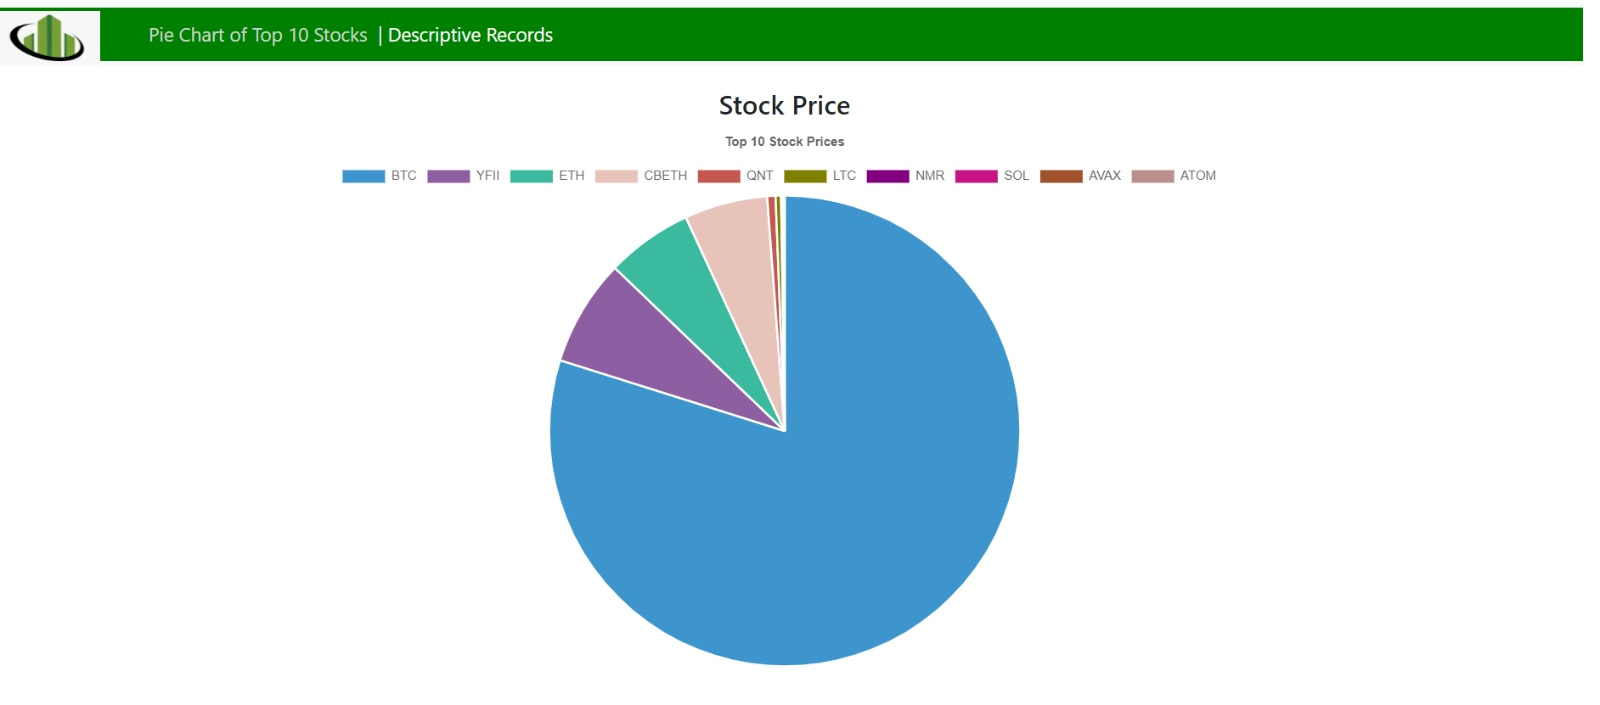 Pie Chart of Top 10 Stocks | Descriptive Records
Stock Price
Top 10 Stock Prices
BTC YFII ETH CBETH QNT LTC NMR SOL AVAX ATOM